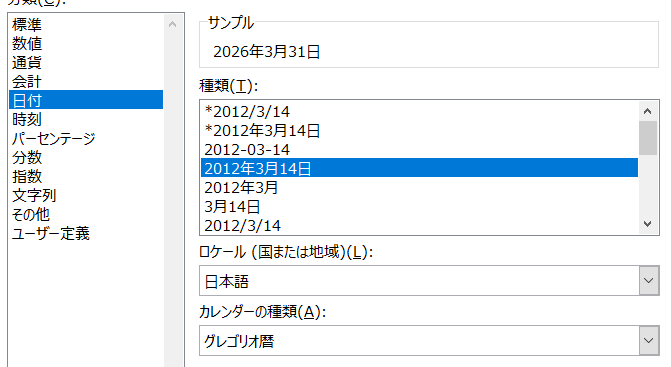 分類(C):
標準
数値
通貨
会計
日付
時刻
パーセンテージ
分数
指数
文字列
その他
ユーザー定義
サンプル
2026年3月31日
種類(T):
*2012/3/14
*2012年3月14日
2012-03-14
2012年3月14日
2012年3月
3月14日
2012/3/14
ロケール (国または地域)(L):
日本語
カレンダーの種類(A):
グレゴリオ暦